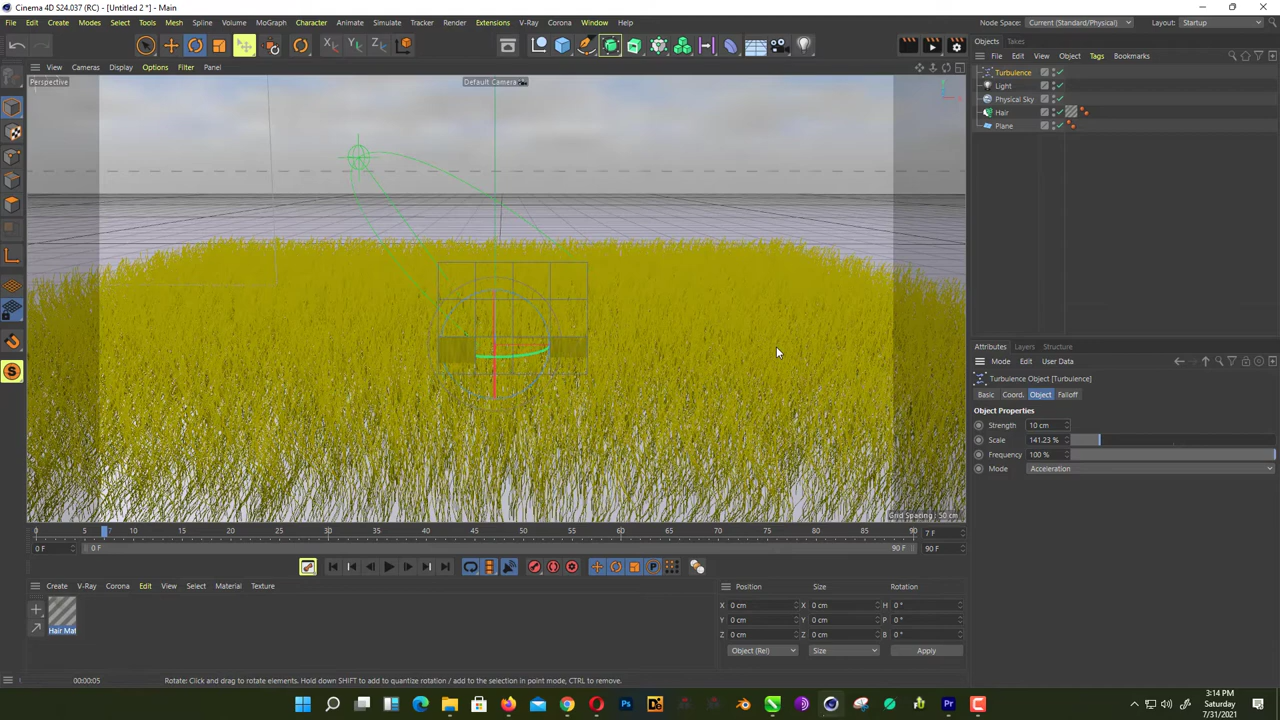 Cinema 4D S24.037 (RC) - [Untitled 2 *] - Main
File Edit Create Modes Select Tools Mesh Spline Volume MoGraph Character Animate Simulate Tracker Render Extensions V-Ray Corona Window Help Node Space: Current (Standard/Physical) Layout: Startup
X Y Z
Objects Takes
File Edit View Object Tags Bookmarks
View Cameras Display Options Filter Panel
Perspective Default Camera
Turbulence
Light
Physical Sky
Hair
Plane
Attributes Layers Structure
Mode Edit User Data
Turbulence Object [Turbulence]
Basic Coord. Object Falloff
Object Properties
Strength 10 cm
Scale 141.23 %
Frequency 100 %
Mode Acceleration
Grid Spacing : 50 cm
0 5 7 10 15 20 25 30 35 40 45 50 55 60 65 70 75 80 85 90 7 F
0 F 0 F 90 F 90 F
P
Create V-Ray Corona Edit View Select Material Texture
Position Size Rotation
X 0 cm X 0 cm H 0 °
Y 0 cm Y 0 cm P 0 °
Z 0 cm Z 0 cm B 0 °
Hair Mat
Object (Rel) Size Apply
00:00:05 Rotate: Click and drag to rotate elements. Hold down SHIFT to add to quantize rotation / add to the selection in point mode, CTRL to remove.
3:14 PM
Saturday
7/31/2021